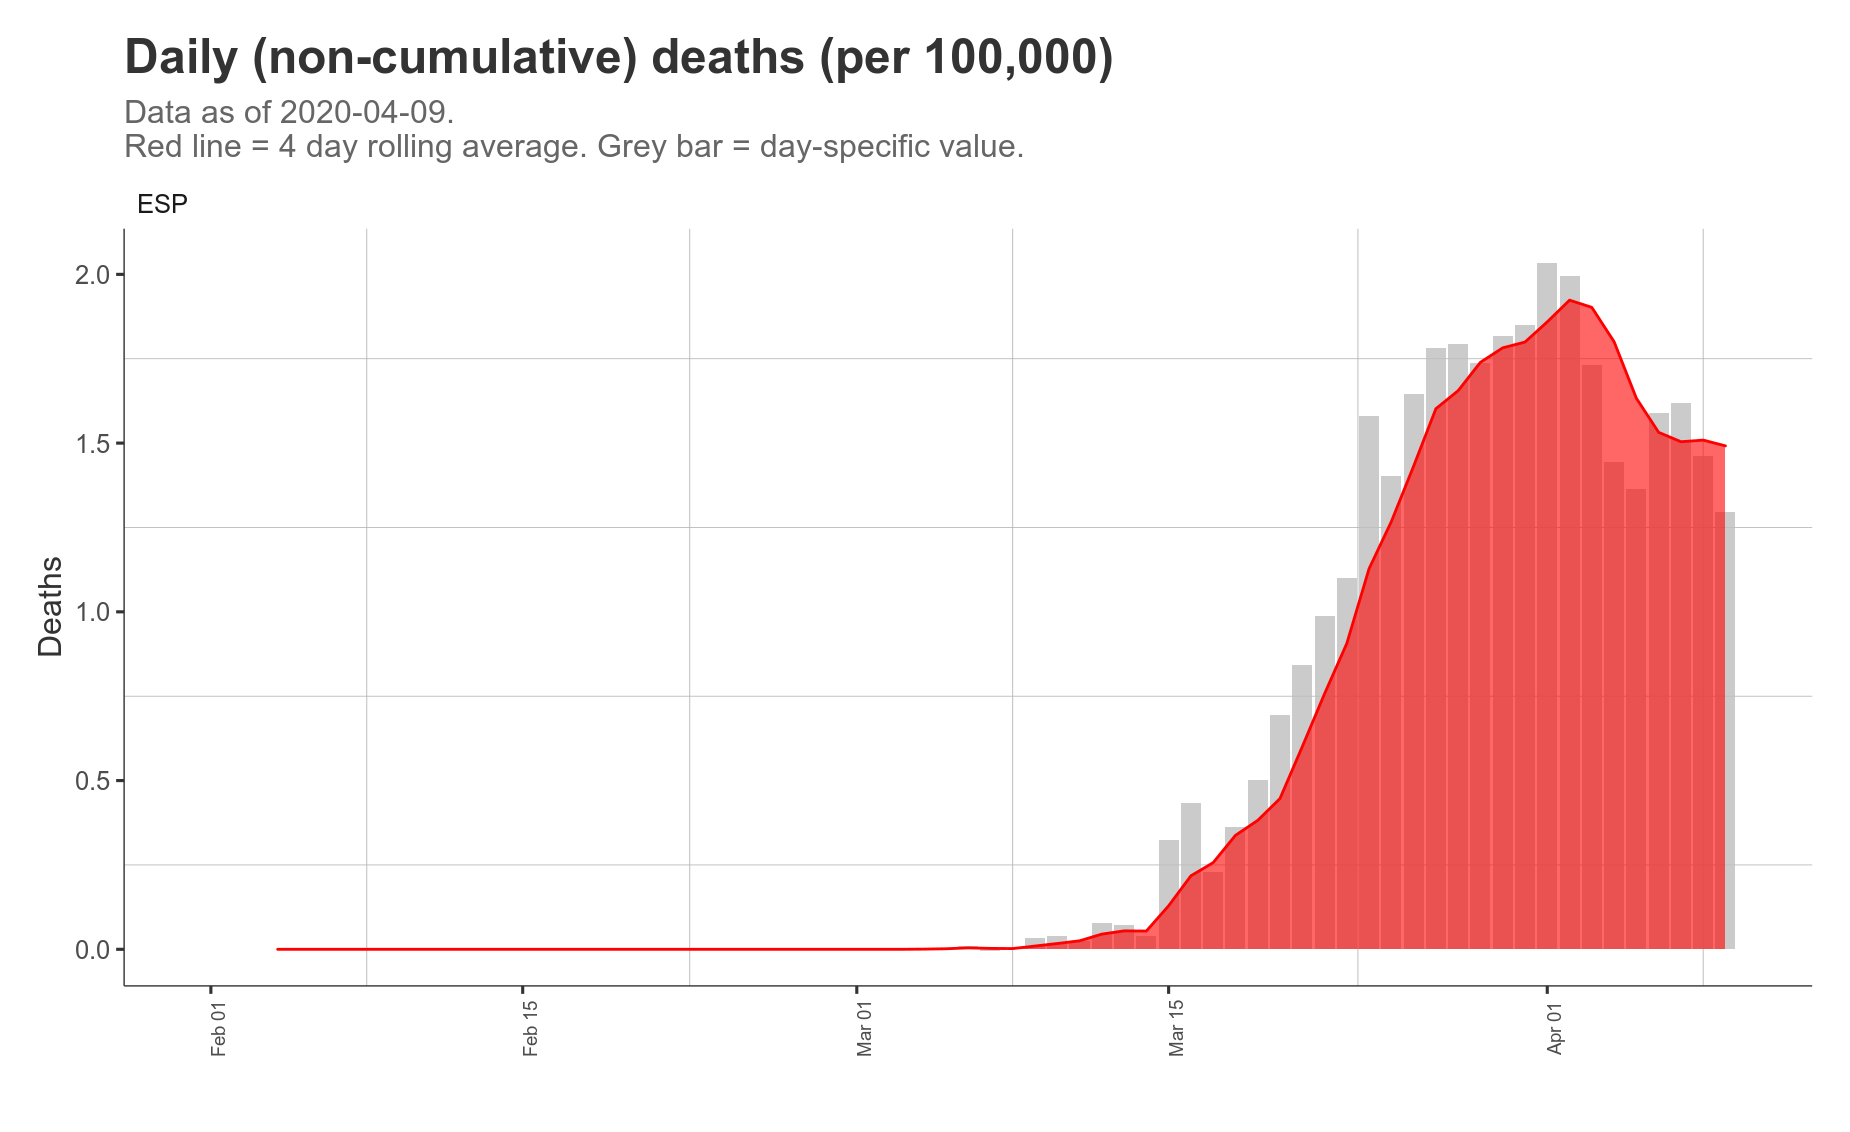 Daily (non-cumulative) deaths (per 100,000)
Data as of 2020-04-09.
Red line = 4 day rolling average. Grey bar = day-specific value.
ESP
Deaths
2.0
1.5
1.0
0.5
0.0
Feb 01
Feb 15
Mar 01
Mar 15
Apr 01